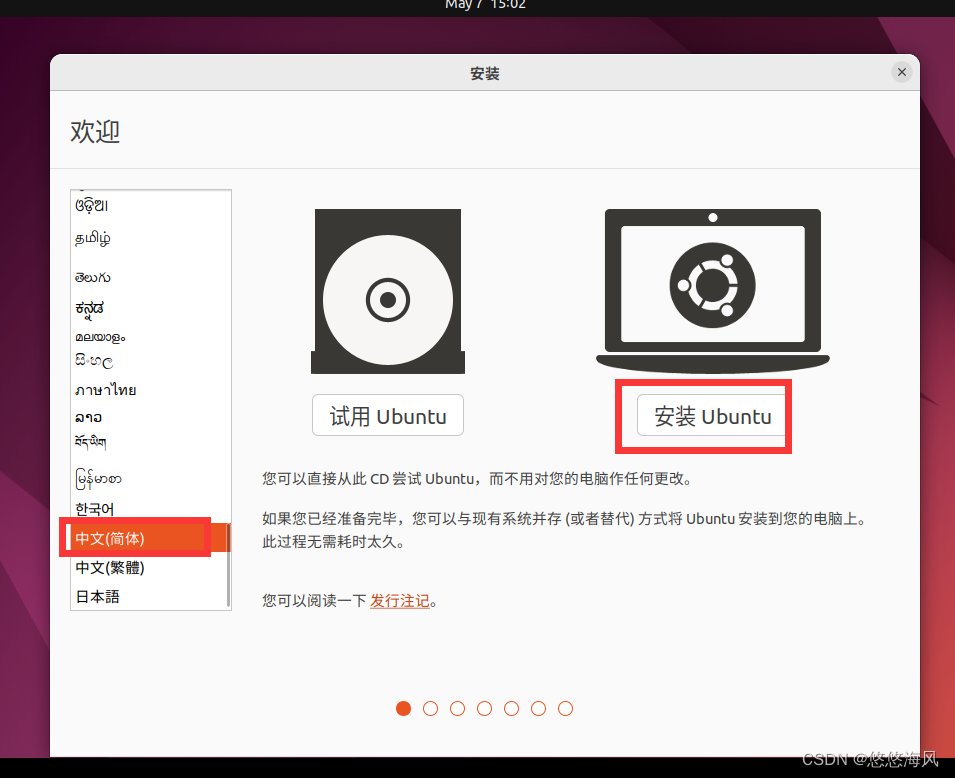 May 7 15:02
安装
欢迎
ଓଡ଼ିଆ
தமிழ்
తెలుగు
ಕನ್ನಡ
മലയാളം
සිංහල
ภาษาไทย
ລາວ
བོད་ཡིག
မြန်မာစာ
한국어
中文(简体)
中文(繁體)
日本語
试用 Ubuntu
安装 Ubuntu
您可以直接从此 CD 尝试 Ubuntu，而不用对您的电脑作任何更改。
如果您已经准备完毕，您可以与现有系统并存 (或者替代) 方式将 Ubuntu 安装到您的电脑上。
此过程无需耗时太久。
您可以阅读一下 发行注记。
CSDN @悠悠海风